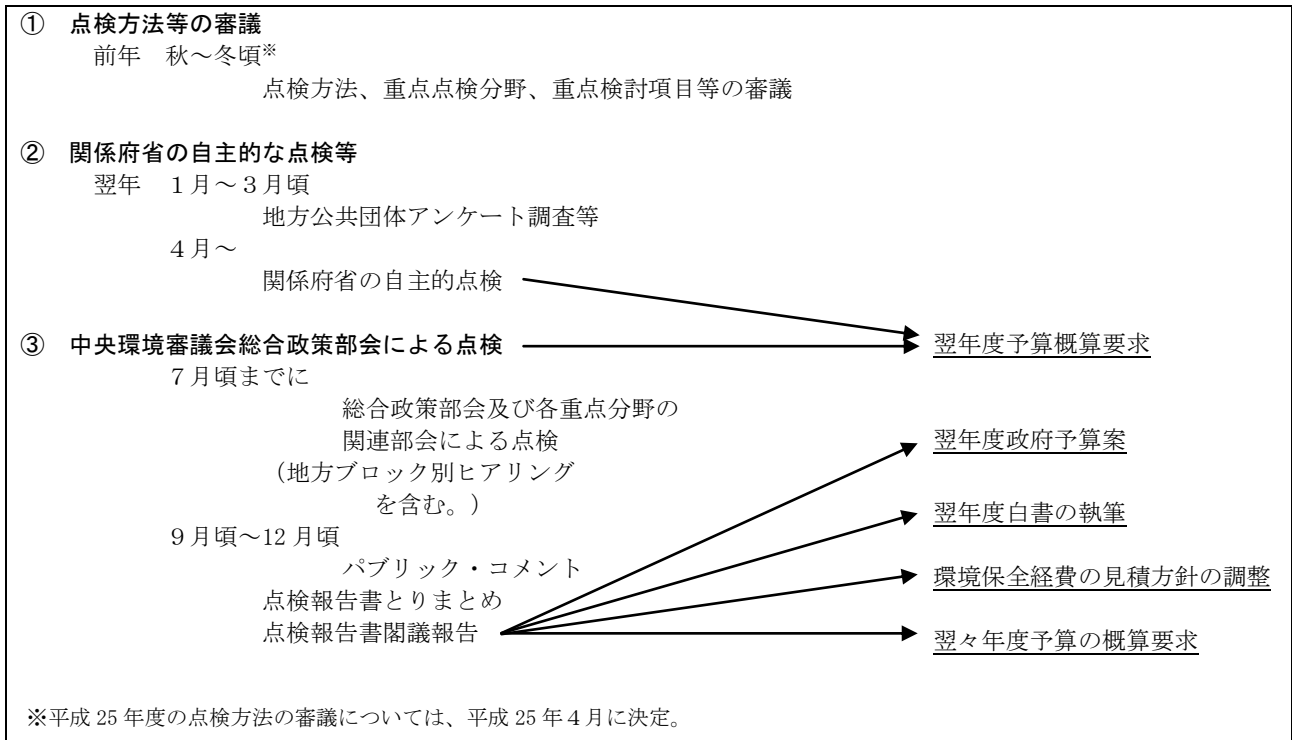 ① 点検方法等の審議
前年 秋~冬頃※
点検方法、重点点検分野、重点検討項目等の審議
② 関係府省の自主的な点検等
翌年 1月~3月頃
地方公共団体アンケート調査等
4月~
関係府省の自主的点検
③ 中央環境審議会総合政策部会による点検
翌年度予算概算要求
7月頃までに
総合政策部会及び各重点分野の
関連部会による点検
翌年度政府予算案
(地方ブロック別ヒアリング
を含む。)
翌年度白書の執筆
9月頃~12月頃
パブリック・コメント
環境保全経費の見積方針の調整
点検報告書とりまとめ
点検報告書閣議報告
翌々年度予算の概算要求
※平成25年度の点検方法の審議については、平成25年4月に決定。